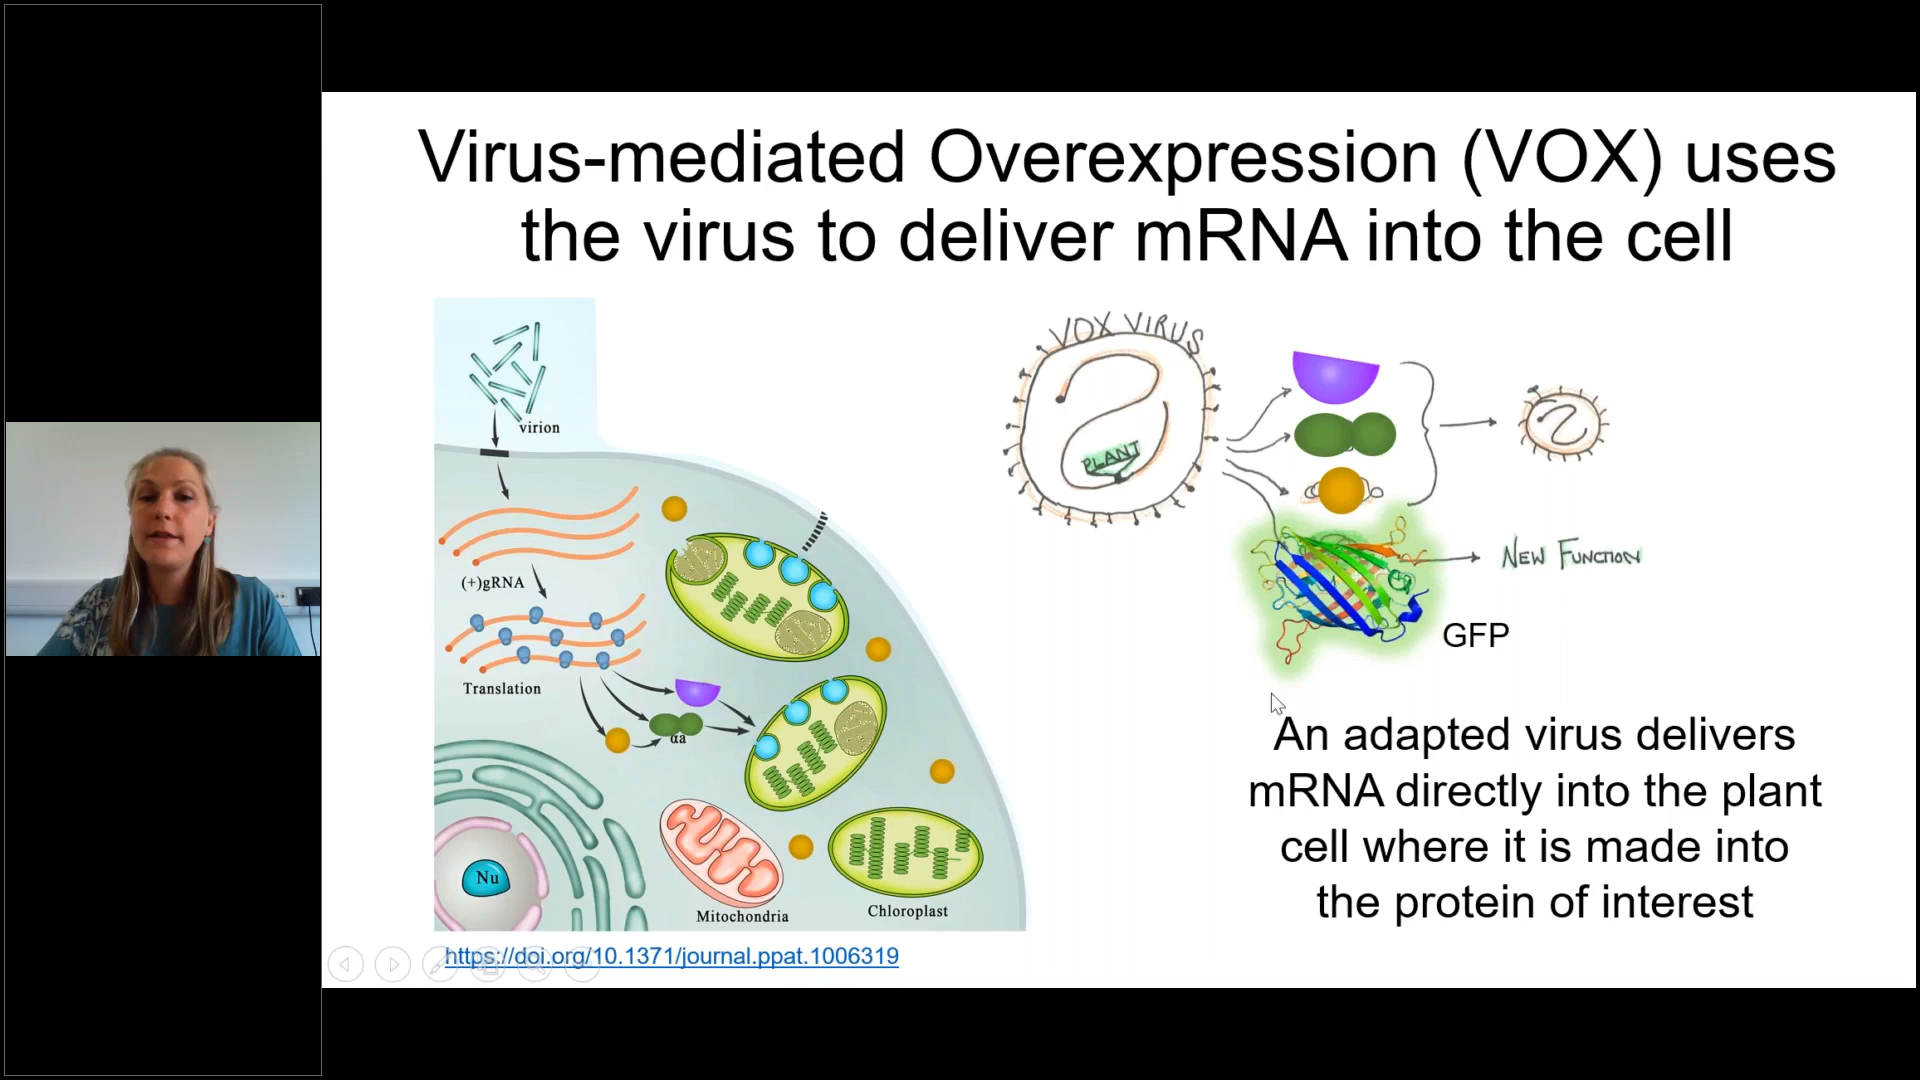 Virus-mediated Overexpression (VOX) uses
the virus to deliver mRNA into the cell
virion
(+)gRNA
Translation
αa
Nu
Mitochondria
Chloroplast
https://doi.org/10.1371/journal.ppat.1006319
VOX VIRUS
PLANT
NEW FUNCTION
GFP
An adapted virus delivers
mRNA directly into the plant
cell where it is made into
the protein of interest